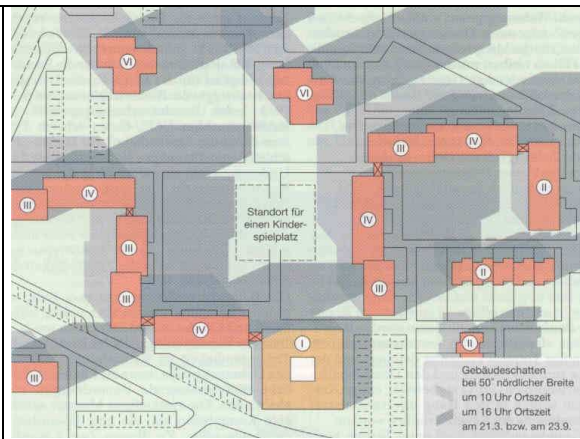 VI
VI
III
IV
II
IV
III
IV
III
Standort für
einen Kinder-
spielplatz
III
III
II
IV
I
II
III
Gebäudeschatten
bei 50° nördlicher Breite
um 10 Uhr Ortszeit
um 16 Uhr Ortszeit
am 21.3. bzw. am 23.9.